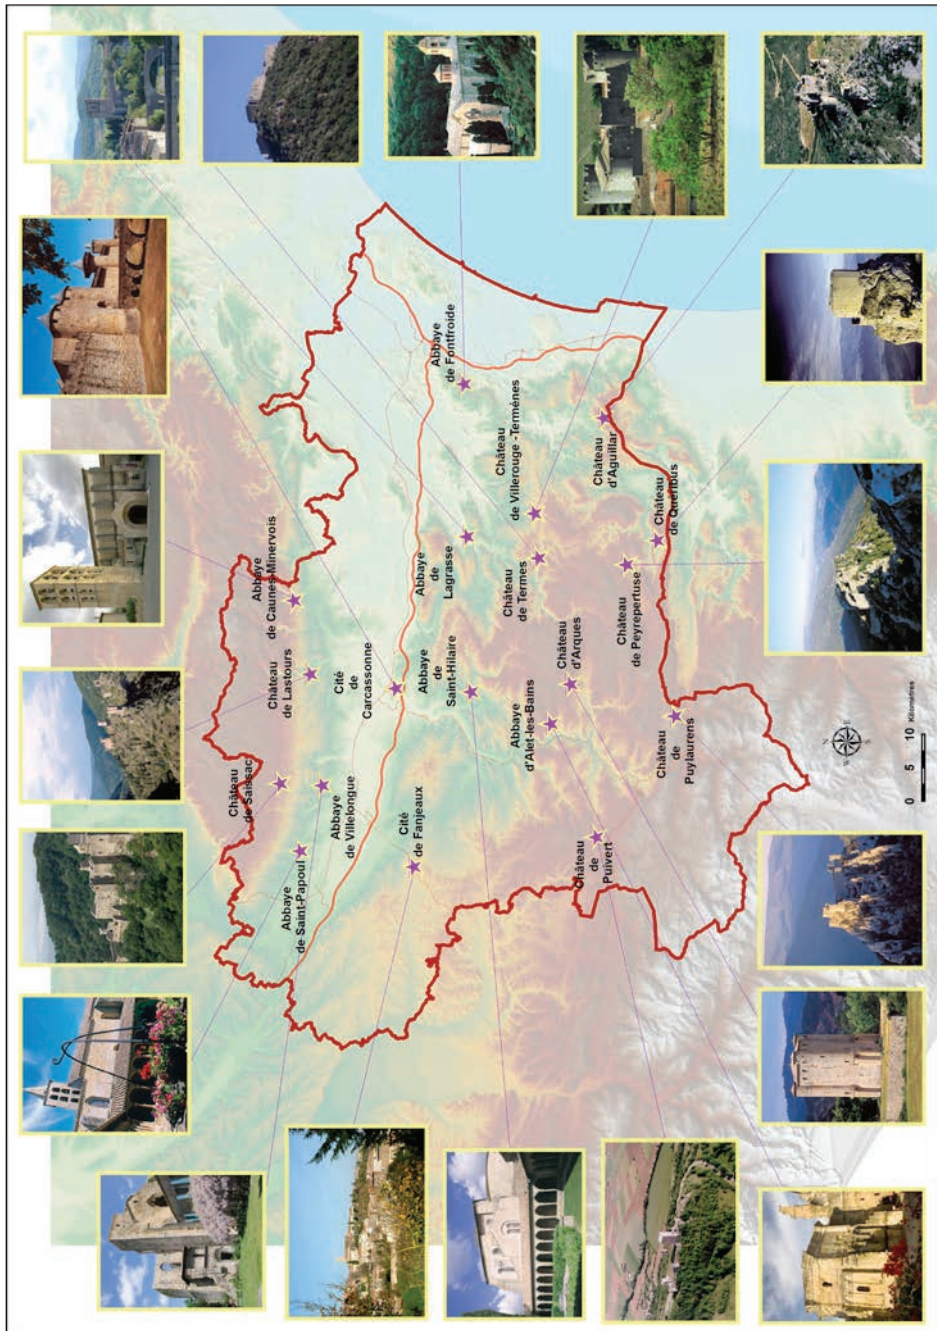 Château
de Saissac
Abbaye
de Caunes-Minervois
Château
de Lastours
Abbaye
de Saint-Papoul
Abbaye
de Villelongue
Cité
de
Carcassonne
Cité
de Fanjeaux
Abbaye
de
Saint-Hilaire
Abbaye
de
Lagrasse
Abbaye
de Fontfroide
Château
de Villerouge -Terménes
Château
de Termes
Abbaye
d'Alet-les-Bains
Château
d'Arques
Château
de
Puivert
Château
d'Aguillar
Château
de Peyrepertuse
Château
de Quéribus
Château
de
Puylaurens
N
W E
S
0 5 10
Kilometres